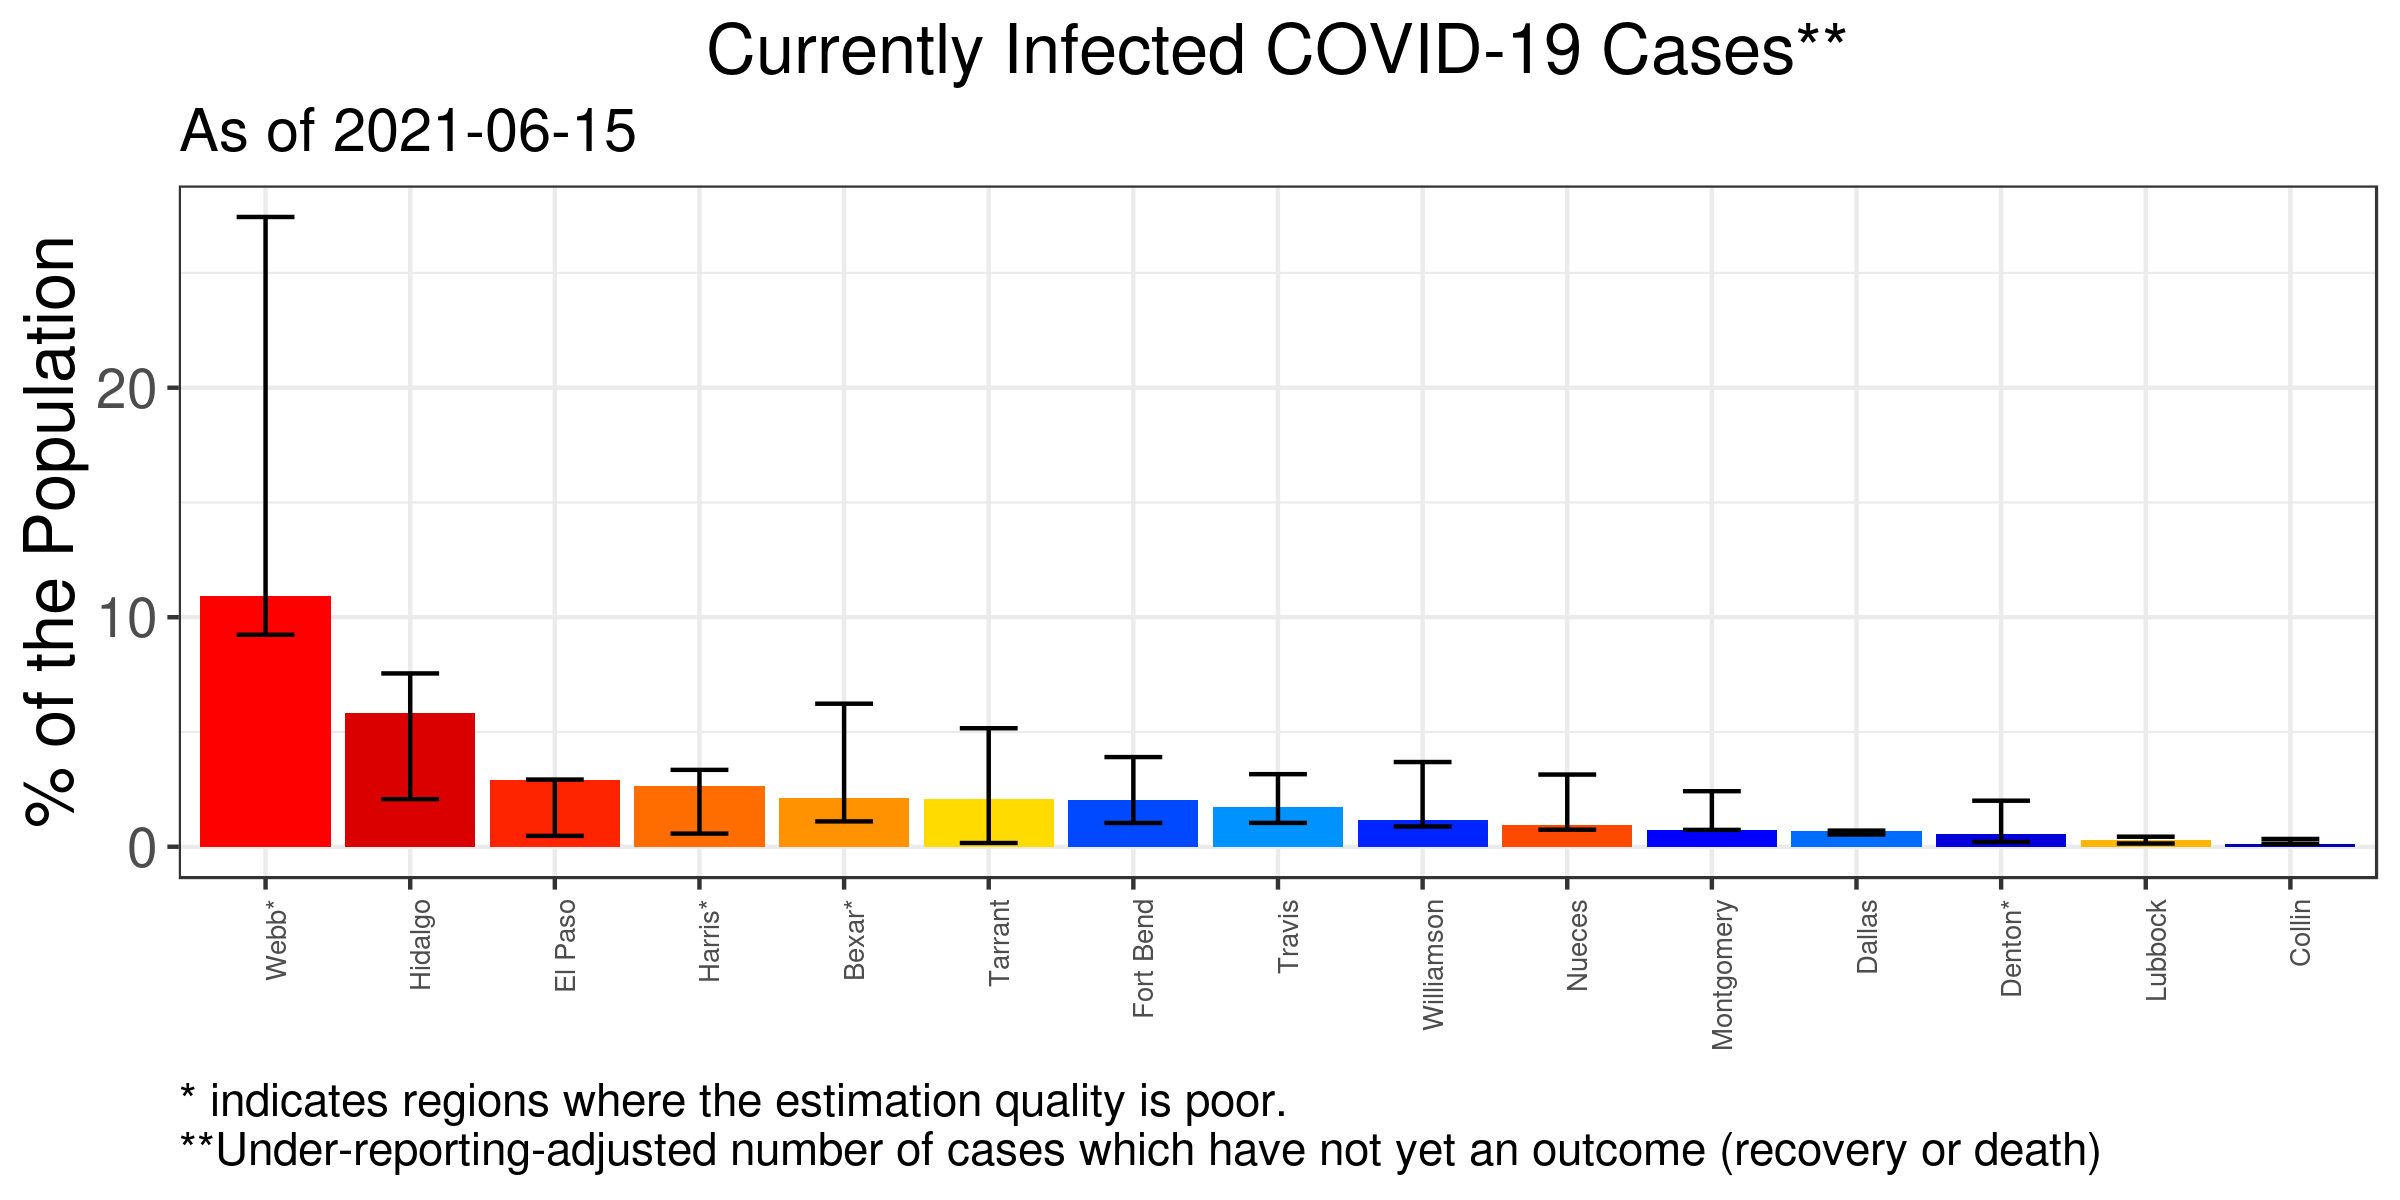 Currently Infected COVID-19 Cases**
As of 2021-06-15
% of the Population
20
10
0
Webb*
Hidalgo
El Paso
Harris*
Bexar*
Tarrant
Fort Bend
Travis
Williamson
Nueces
Montgomery
Dallas
Denton*
Lubbock
Collin
* indicates regions where the estimation quality is poor.
**Under-reporting-adjusted number of cases which have not yet an outcome (recovery or death)